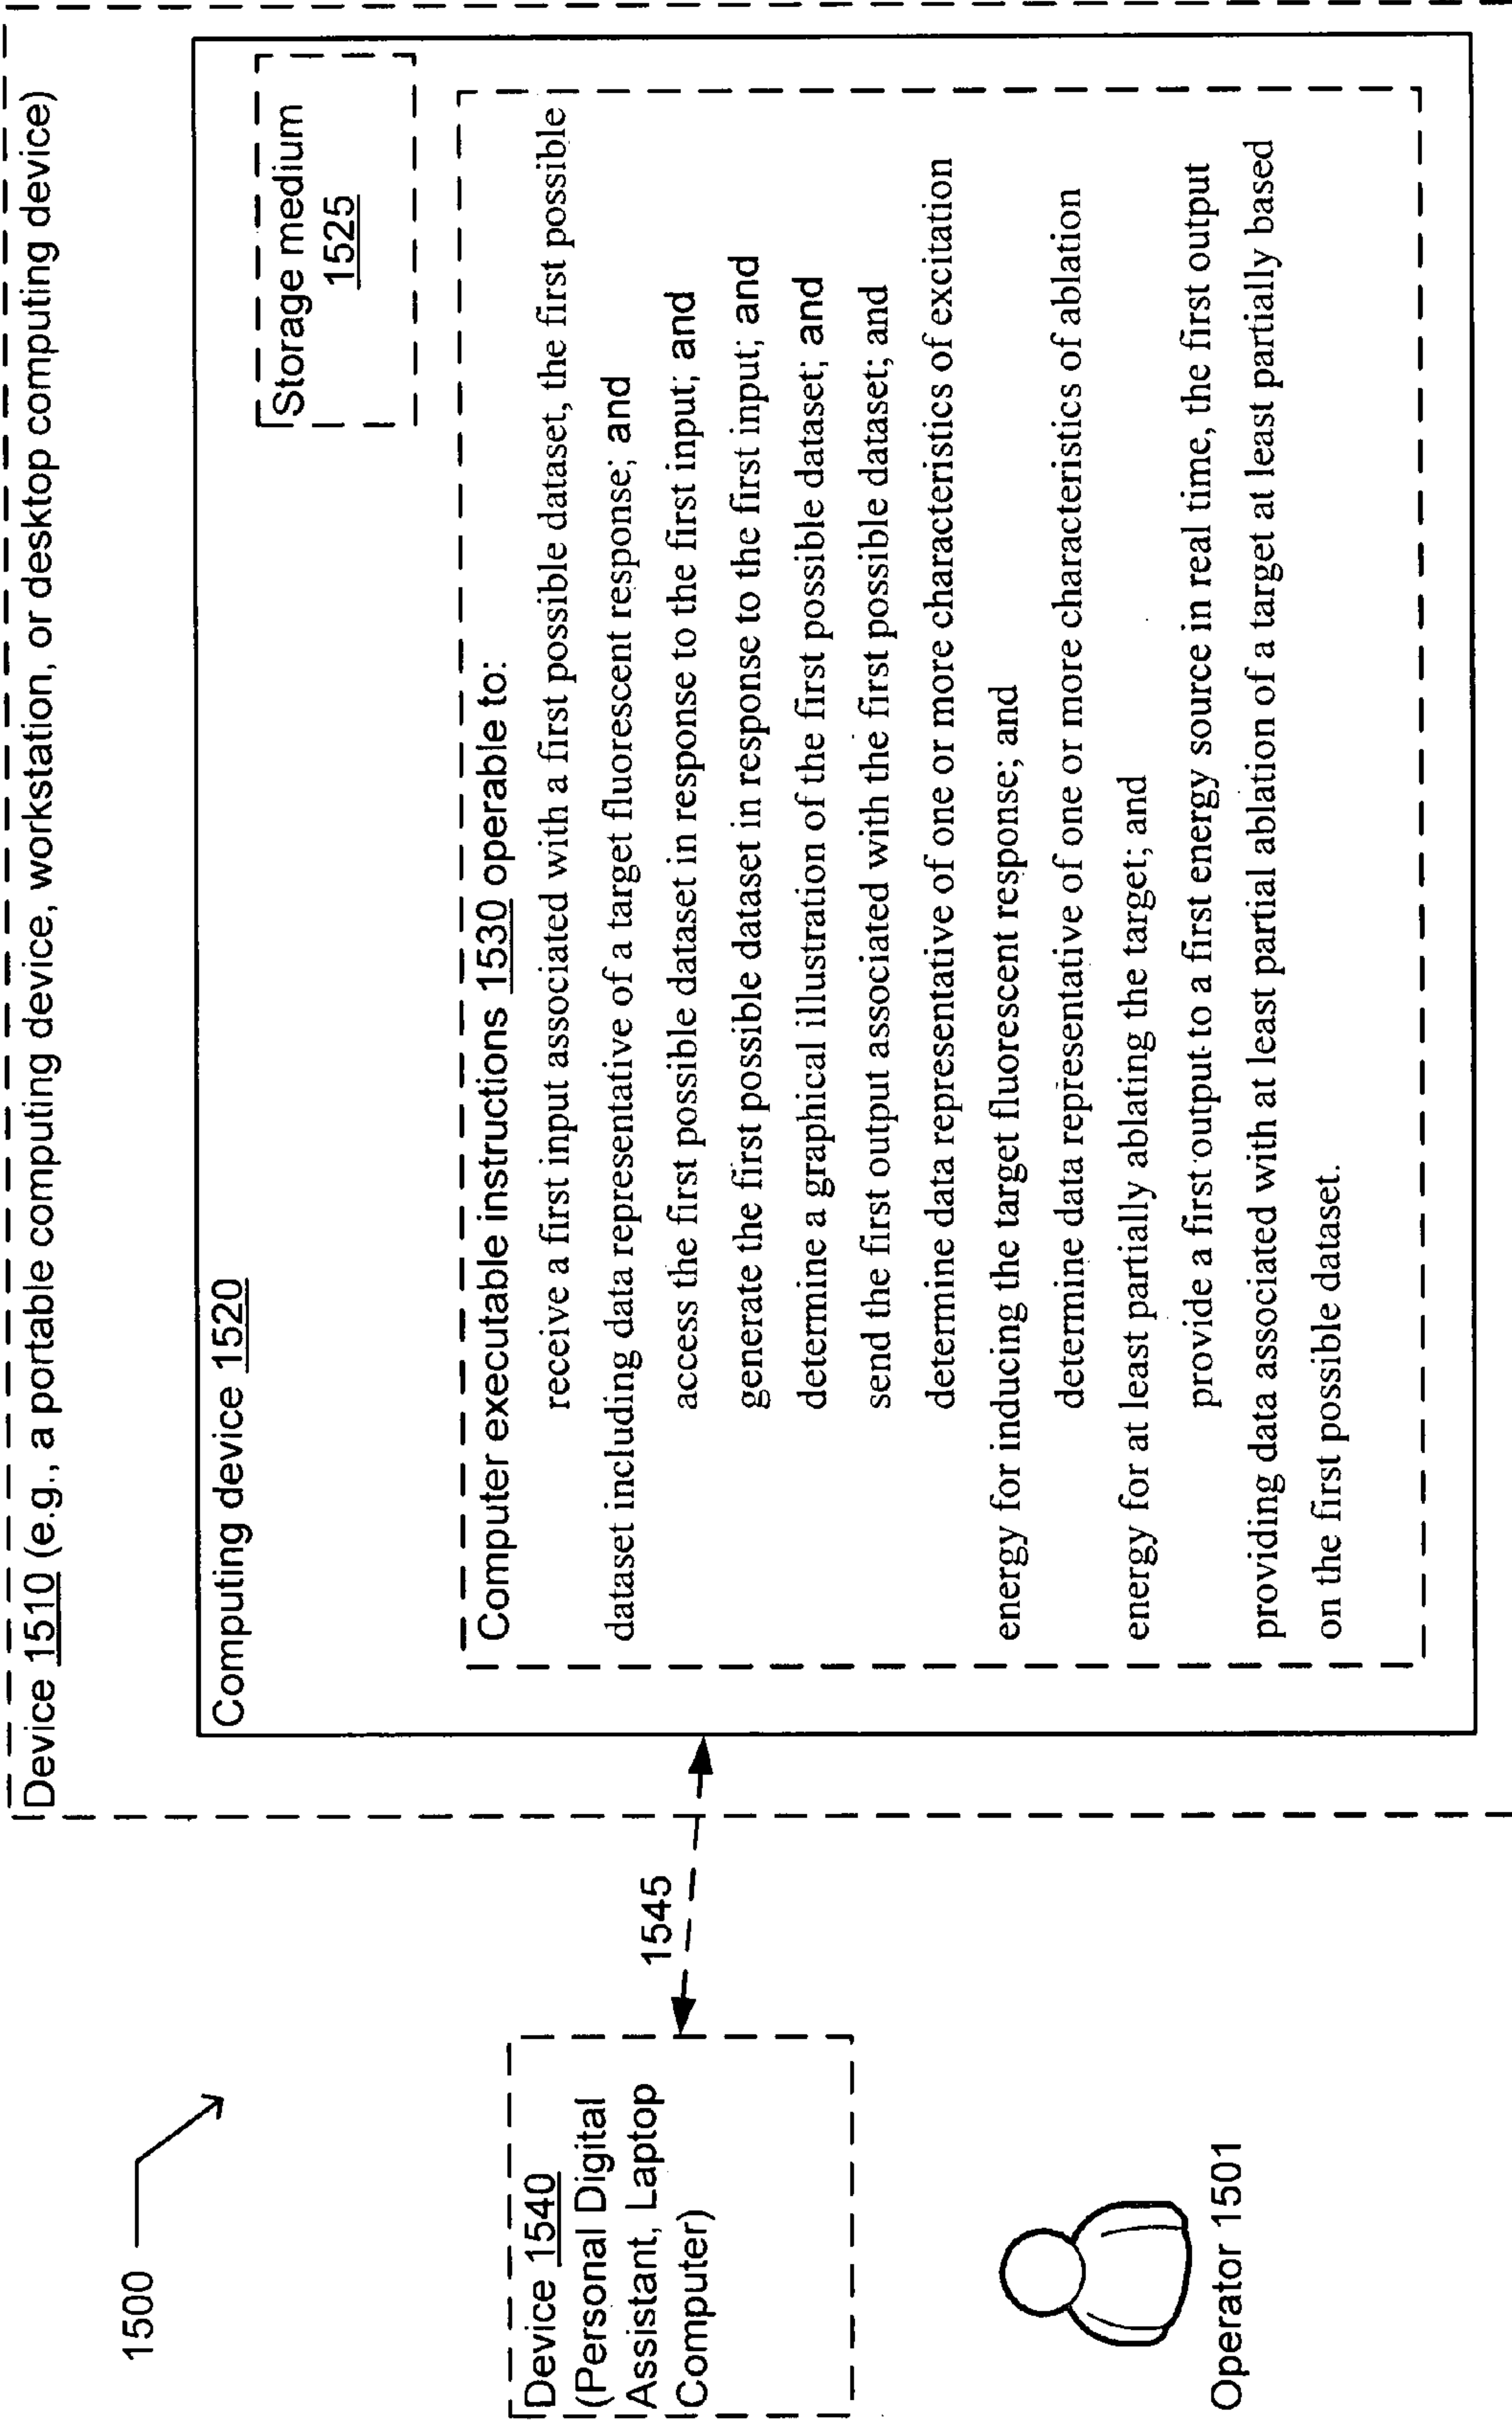 1500
Device 1510 (e.g., a portable computing device, workstation, or desktop computing device)
Computing device 1520
Storage medium
1525
Computer executable instructions 1530 operable to:
receive a first input associated with a first possible dataset, the first possible
dataset including data representative of a target fluorescent response; and
access the first possible dataset in response to the first input; and
generate the first possible dataset in response to the first input; and
determine a graphical illustration of the first possible dataset; and
send the first output associated with the first possible dataset; and
determine data representative of one or more characteristics of excitation
energy for inducing the target fluorescent response; and
determine data representative of one or more characteristics of ablation
energy for at least partially ablating the target; and
provide a first output to a first energy source in real time, the first output
providing data associated with at least partial ablation of a target at least partially based
on the first possible dataset.
1545
Device 1540
(Personal Digital
Assistant, Laptop
Computer)
Operator 1501